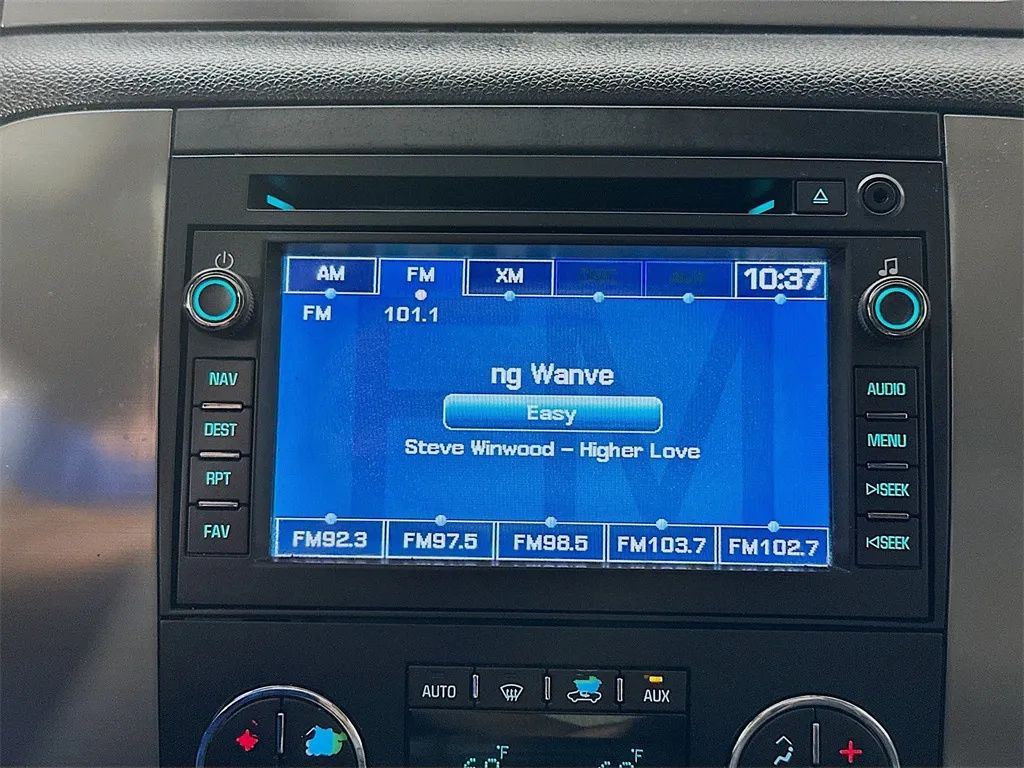 AM FM XM 10:37
FM 101.1
ng Wanve
Easy
Steve Winwood – Higher Love
FM92.3 FM97.5 FM98.5 FM103.7 FM102.7
NAV
DEST
RPT
FAV
AUDIO
MENU
SEEK
SEEK
AUTO AUX
°F °F